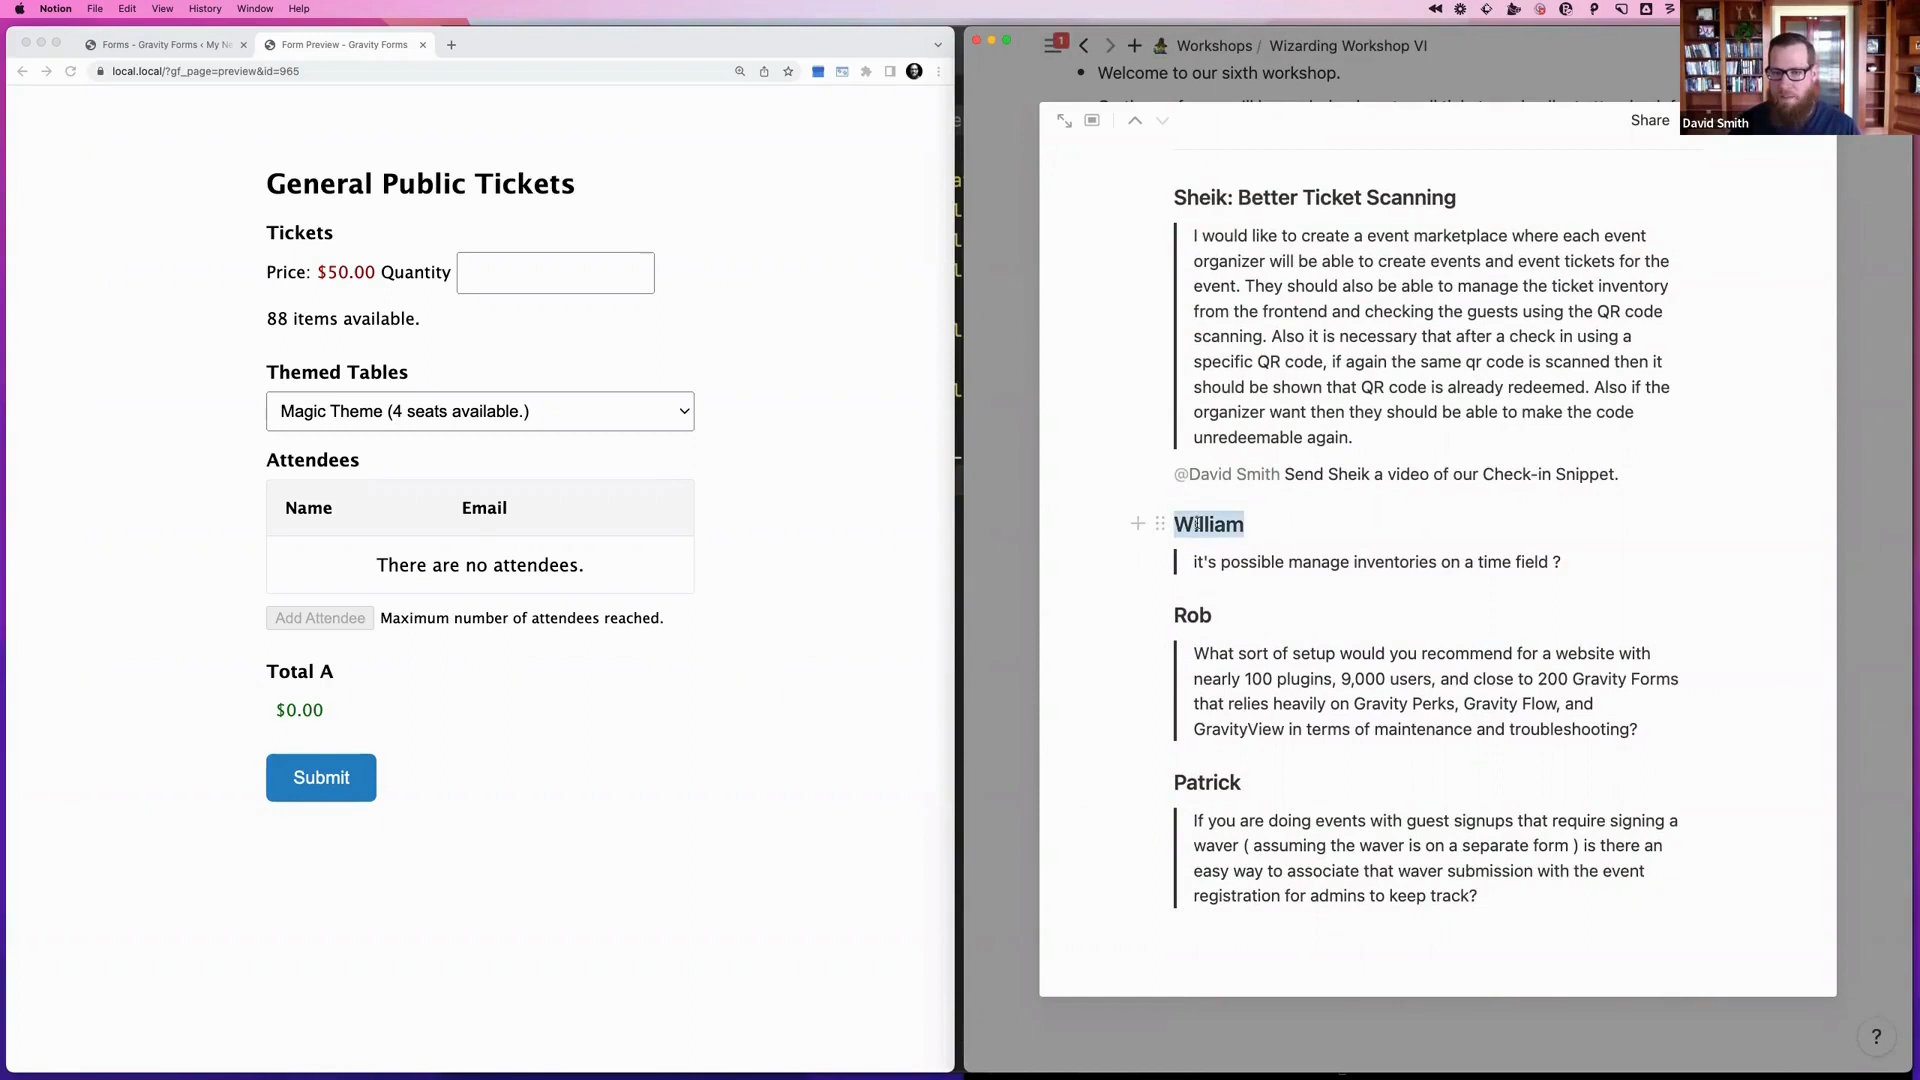 Notion File Edit View History Window Help
Forms - Gravity Forms ‹ My Ne
Form Preview - Gravity Forms
local.local/?gf_page=preview&id=965
General Public Tickets
Tickets
Price: $50.00 Quantity
88 items available.
Themed Tables
Magic Theme (4 seats available.)
Attendees
Name Email
There are no attendees.
Add Attendee Maximum number of attendees reached.
Total A
$0.00
Submit
1
Workshops / Wizarding Workshop VI
• Welcome to our sixth workshop.
Share
David Smith
Sheik: Better Ticket Scanning
I would like to create a event marketplace where each event
organizer will be able to create events and event tickets for the
event. They should also be able to manage the ticket inventory
from the frontend and checking the guests using the QR code
scanning. Also it is necessary that after a check in using a
specific QR code, if again the same qr code is scanned then it
should be shown that QR code is already redeemed. Also if the
organizer want then they should be able to make the code
unredeemable again.
@David Smith Send Sheik a video of our Check-in Snippet.
William
it's possible manage inventories on a time field ?
Rob
What sort of setup would you recommend for a website with
nearly 100 plugins, 9,000 users, and close to 200 Gravity Forms
that relies heavily on Gravity Perks, Gravity Flow, and
GravityView in terms of maintenance and troubleshooting?
Patrick
If you are doing events with guest signups that require signing a
waver ( assuming the waver is on a separate form ) is there an
easy way to associate that waver submission with the event
registration for admins to keep track?
?